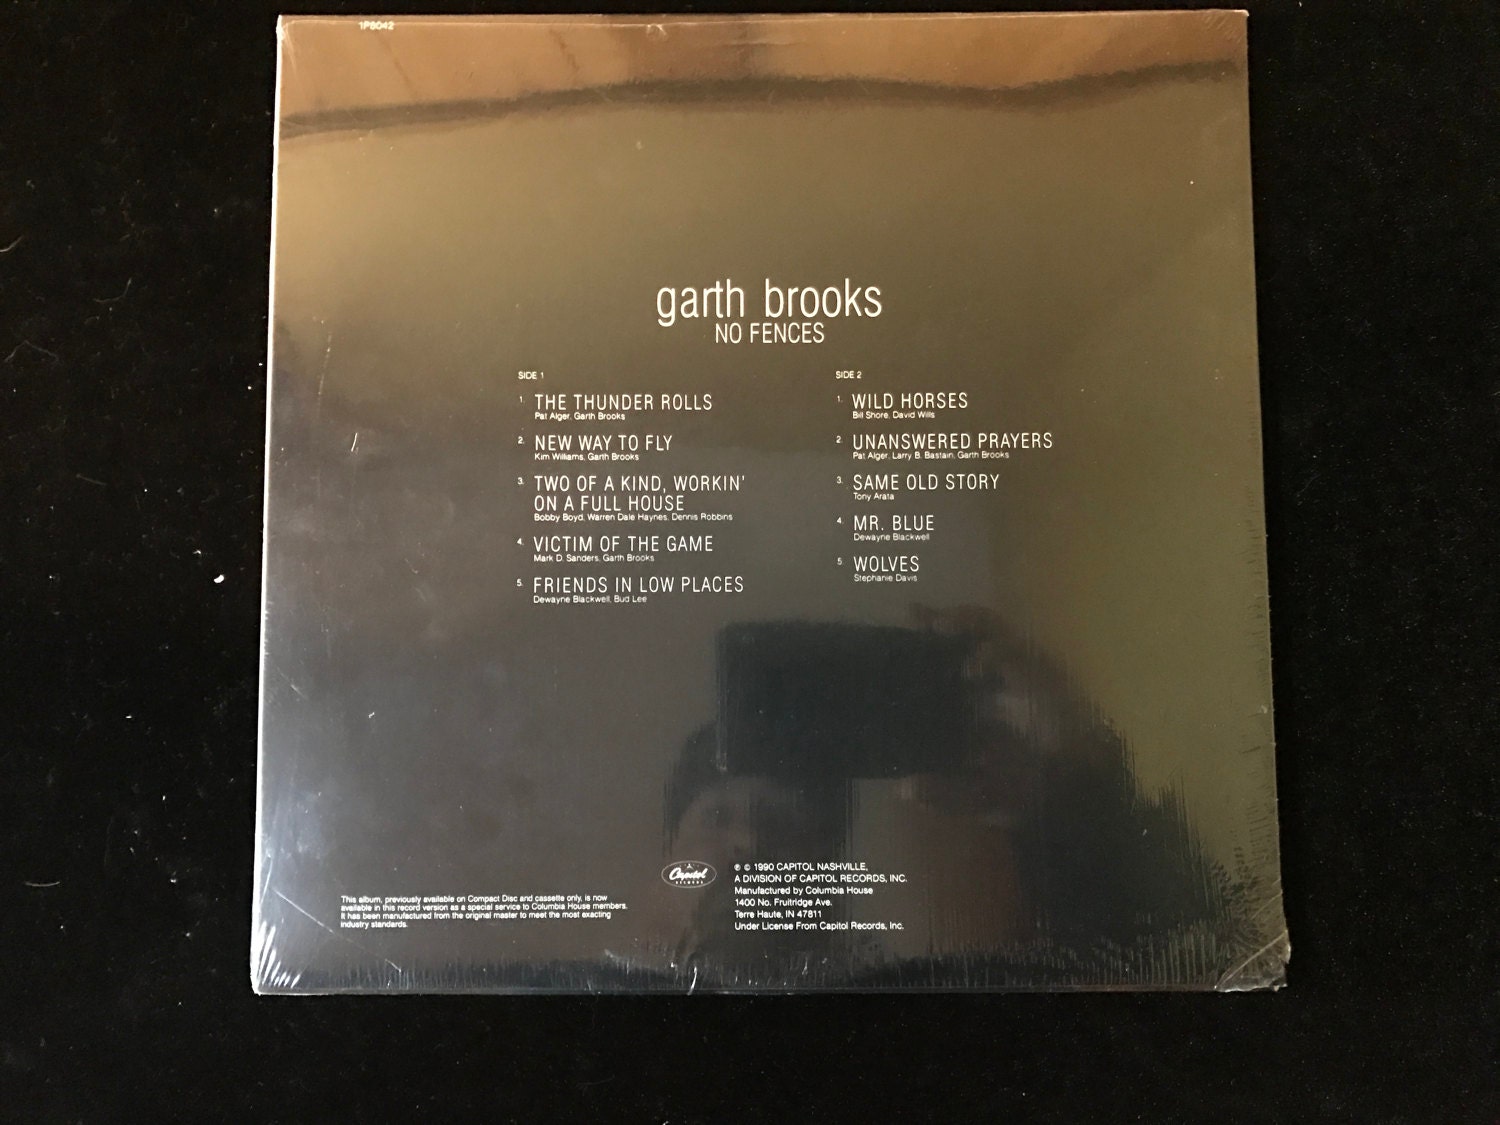 1P8042
garth brooks
NO FENCES
SIDE 1
1. THE THUNDER ROLLS
Pat Alger, Garth Brooks
2. NEW WAY TO FLY
Kim Williams, Garth Brooks
3. TWO OF A KIND, WORKIN'
ON A FULL HOUSE
Bobby Boyd, Warren Dale Haynes, Dennis Robbins
4. VICTIM OF THE GAME
Mark D. Sanders, Garth Brooks
5. FRIENDS IN LOW PLACES
Dewayne Blackwell, Bud Lee
SIDE 2
1. WILD HORSES
Bill Shore, David Wills
2. UNANSWERED PRAYERS
Pat Alger, Larry B. Bastain, Garth Brooks
3. SAME OLD STORY
Tony Arata
4. MR. BLUE
Dewayne Blackwell
5. WOLVES
Stephanie Davis
This album, previously available on Compact Disc and cassette only, is now
available in this record version as a special service to Columbia House members.
It has been manufactured from the original master to meet the most exacting
industry standards.
Capitol
RECORDS
℗ © 1990 CAPITOL NASHVILLE,
A DIVISION OF CAPITOL RECORDS, INC.
Manufactured by Columbia House
1400 No. Fruitridge Ave.
Terre Haute, IN 47811
Under License From Capitol Records, Inc.